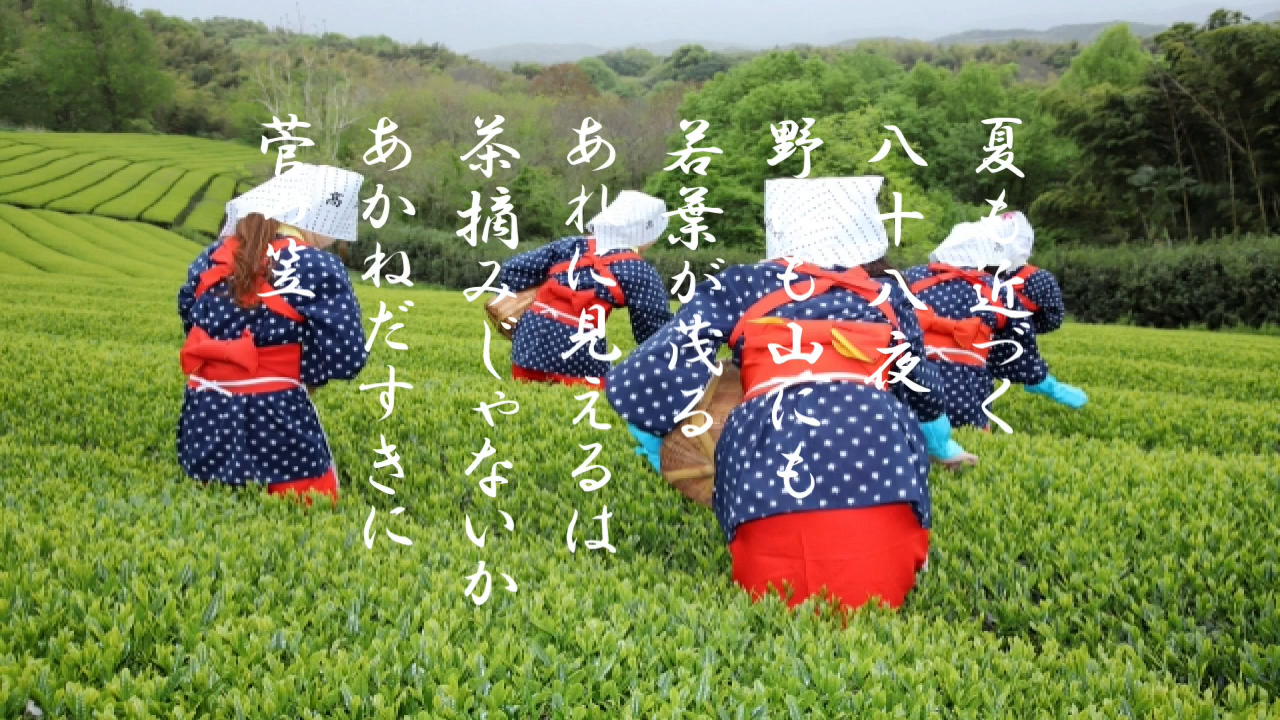 夏も近づく
八十八夜
野にも山にも
若葉が茂る
あれに見えるは
茶摘みじゃないか
あかねだすきに
菅の笠